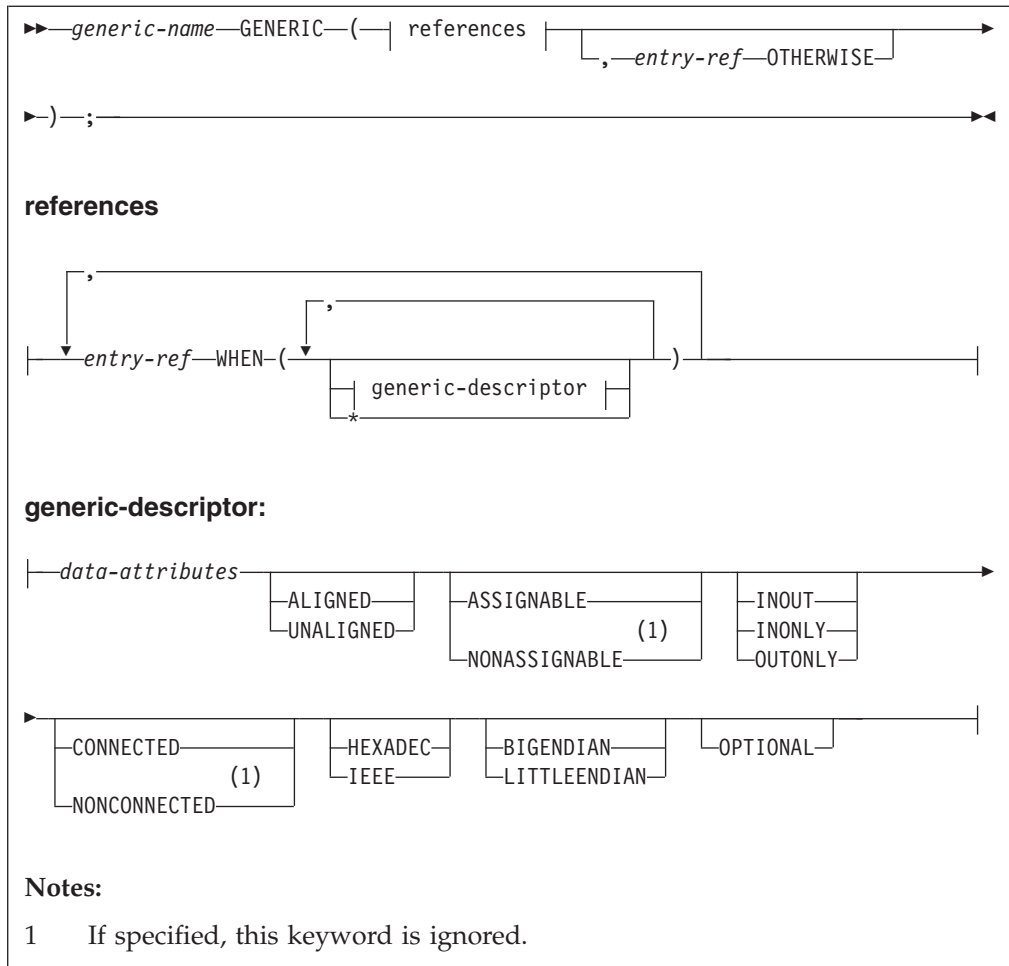 generic-name GENERIC ( references
, entry-ref OTHERWISE
) ;
references
,
,
entry-ref WHEN ( )
generic-descriptor
*
generic-descriptor:
data-attributes
ALIGNED ASSIGNABLE INOUT
UNALIGNED (1) INONLY
NONASSIGNABLE OUTONLY
CONNECTED HEXADEC BIGENDIAN OPTIONAL
(1) IEEE LITTLEENDIAN
NONCONNECTED
Notes:
1 If specified, this keyword is ignored.